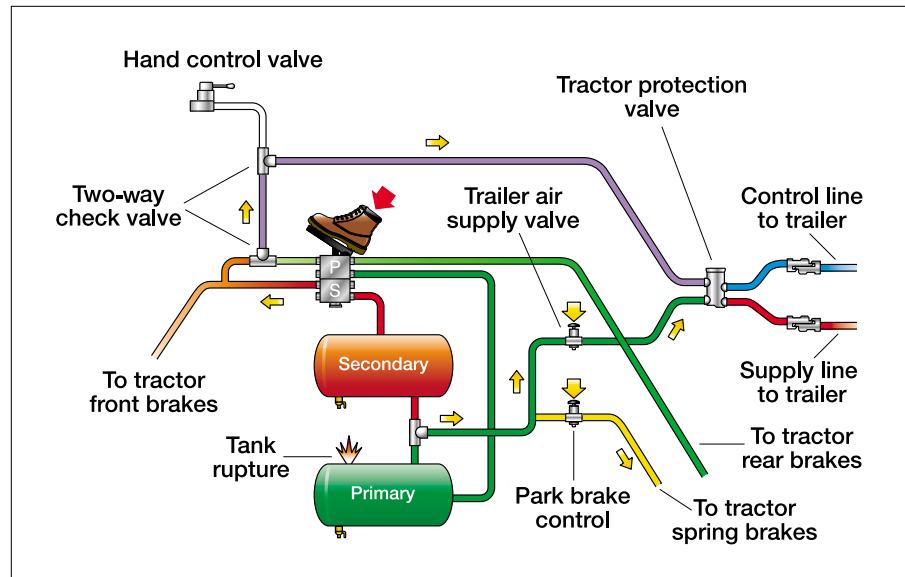 Hand control valve
Tractor protection
valve
Two-way
check valve
Trailer air
supply valve
Control line
to trailer
P
S
Secondary
To tractor
front brakes
Supply line
to trailer
Tank
rupture
Primary
Park brake
control
To tractor
rear brakes
To tractor
spring brakes